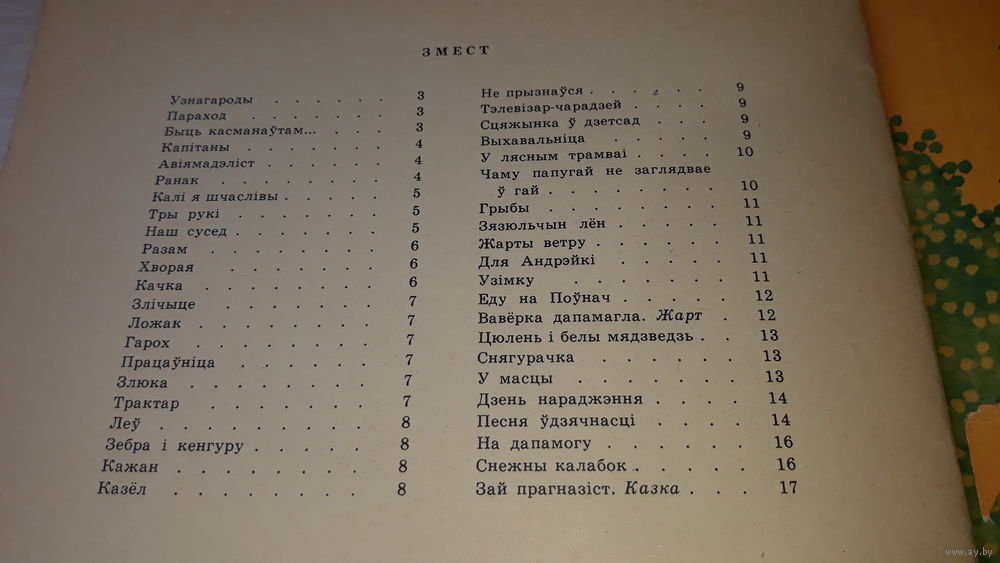 ЗМЕСТ
Узнагароды . . . . . . 3
Параход . . . . . . 3
Быць касманаўтам... . . . 3
Капітаны . . . . . . 4
Авіямадэліст . . . . . . 4
Ранак . . . . . . . 4
Калі я шчаслівы . . . . . 5
Тры рукі . . . . . . . 5
Наш сусед . . . . . . . 5
Разам . . . . . . . 6
Хворая . . . . . . . 6
Качка . . . . . . . . 6
Злічыце . . . . . . . 7
Ложак . . . . . . . . 7
Гарох . . . . . . . . 7
Працаўніца . . . . . . 7
Злюка . . . . . . . . 7
Трактар . . . . . . . . 7
Леў . . . . . . . . . 8
Зебра і кенгуру . . . . . 8
Кажан . . . . . . . . 8
Казёл . . . . . . . . 8
Не прызнаўся . . . . . . 9
Тэлевізар-чарадзей . . . . 9
Сцяжынка ў дзетсад . . . 9
Выхавальніца . . . . . 9
У лясным трамваі . . . . 10
Чаму папугай не заглядвае
ў гай . . . . . . . 10
Грыбы . . . . . . . 11
Зязюльчын лён . . . . . 11
Жарты ветру . . . . . . 11
Для Андрэйкі . . . . . 11
Узімку . . . . . . 11
Еду на Поўнач . . . . . 12
Вавёрка дапамагла. Жарт . 12
Цюлень і белы мядзведзь . . 13
Снягурачка . . . . . . 13
У масцы . . . . . . . 13
Дзень нараджэння . . . . 14
Песня ўдзячнасці . . . . 14
На дапамогу . . . . . . 16
Снежны калабок . . . . . 16
Зай прагназіст. Казка . . . 17
www.ay.by